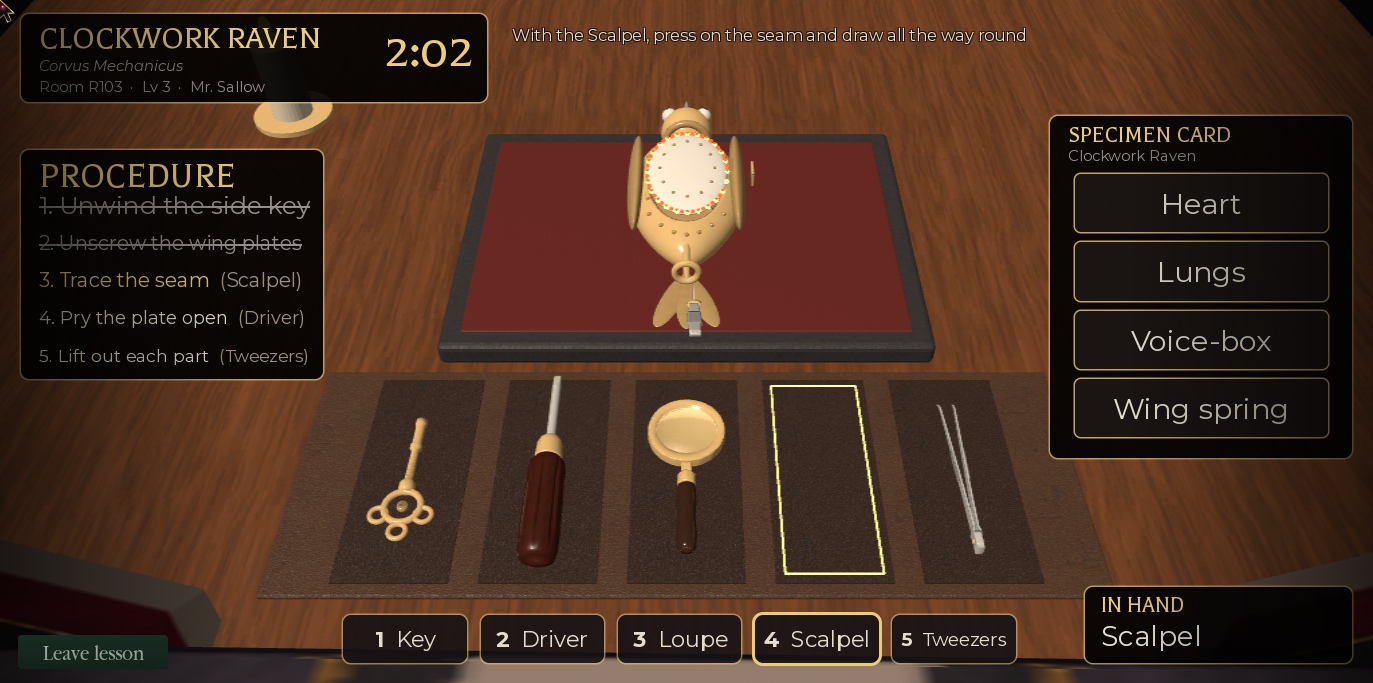 CLOCKWORK RAVEN
2:02
Corvus Mechanicus
Room R103 · Lv 3 · Mr. Sallow
With the Scalpel, press on the seam and draw all the way round
PROCEDURE
1. Unwind the side key
2. Unscrew the wing plates
3. Trace the seam (Scalpel)
4. Pry the plate open (Driver)
5. Lift out each part (Tweezers)
SPECIMEN CARD
Clockwork Raven
Heart
Lungs
Voice-box
Wing spring
1 Key
2 Driver
3 Loupe
4 Scalpel
5 Tweezers
IN HAND
Scalpel
Leave lesson